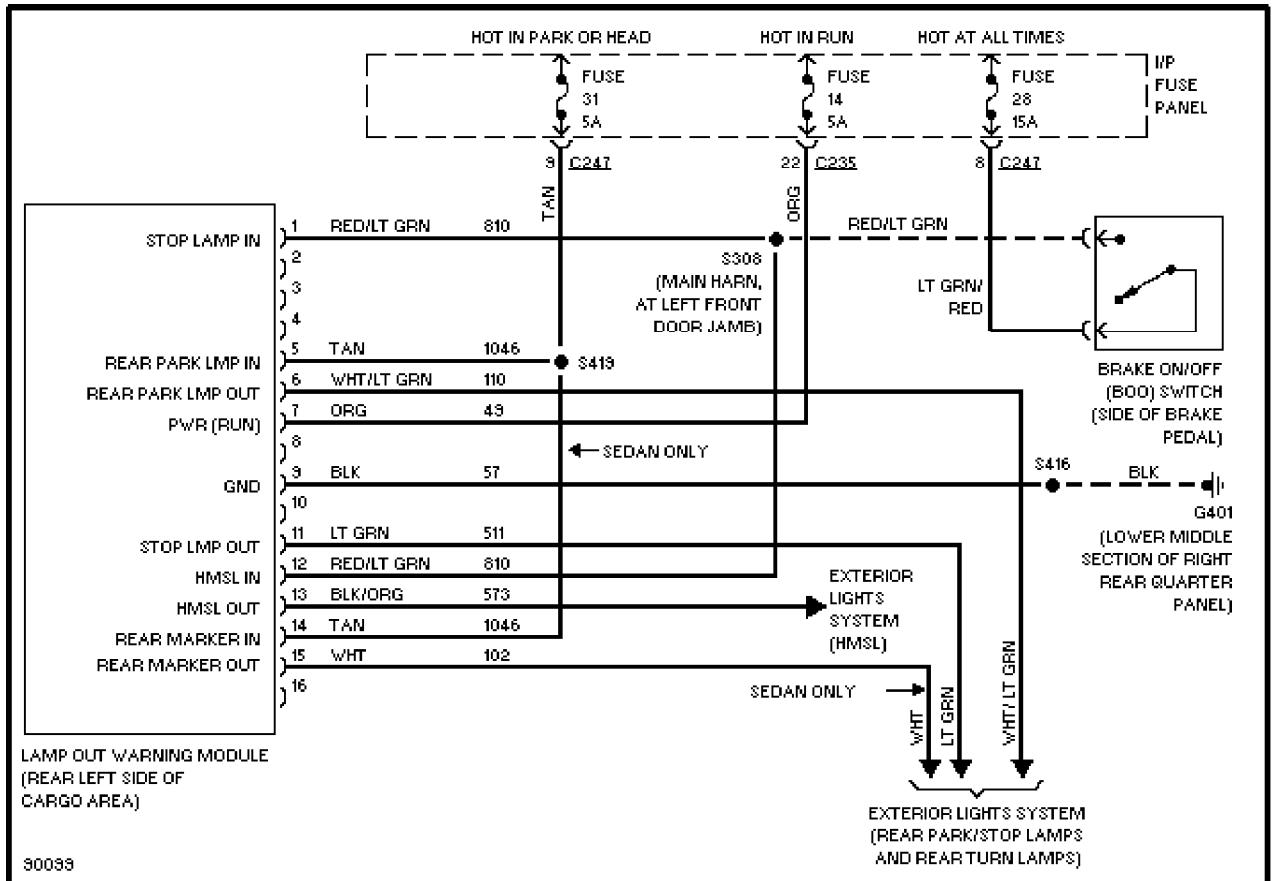 HOT IN PARK OR HEAD HOT IN RUN HOT AT ALL TIMES
FUSE
31
5A
FUSE
14
5A
FUSE
28
15A
I/P
FUSE
PANEL
9 C247
22 C235
8 C247
TAN
ORG
STOP LAMP IN
1 RED/LT GRN 810
RED/LT GRN
2
3
4
S308
(MAIN HARN,
AT LEFT FRONT
DOOR JAMB)
LT GRN/
RED
REAR PARK LMP IN
5 TAN 1046
S419
REAR PARK LMP OUT
6 WHT/LT GRN 110
PWR (RUN)
7 ORG 49
8
SEDAN ONLY
BRAKE ON/OFF
(BOO) SWITCH
(SIDE OF BRAKE
PEDAL)
GND
9 BLK 57
S416
BLK
10
G401
(LOWER MIDDLE
SECTION OF RIGHT
REAR QUARTER
PANEL)
STOP LMP OUT
11 LT GRN 511
HMSL IN
12 RED/LT GRN 810
HMSL OUT
13 BLK/ORG 573
EXTERIOR
LIGHTS
SYSTEM
(HMSL)
REAR MARKER IN
14 TAN 1046
REAR MARKER OUT
15 WHT 102
16
SEDAN ONLY
WHT
LT GRN
WHT/ LT GRN
LAMP OUT WARNING MODULE
(REAR LEFT SIDE OF
CARGO AREA)
EXTERIOR LIGHTS SYSTEM
(REAR PARK/STOP LAMPS
AND REAR TURN LAMPS)
90099